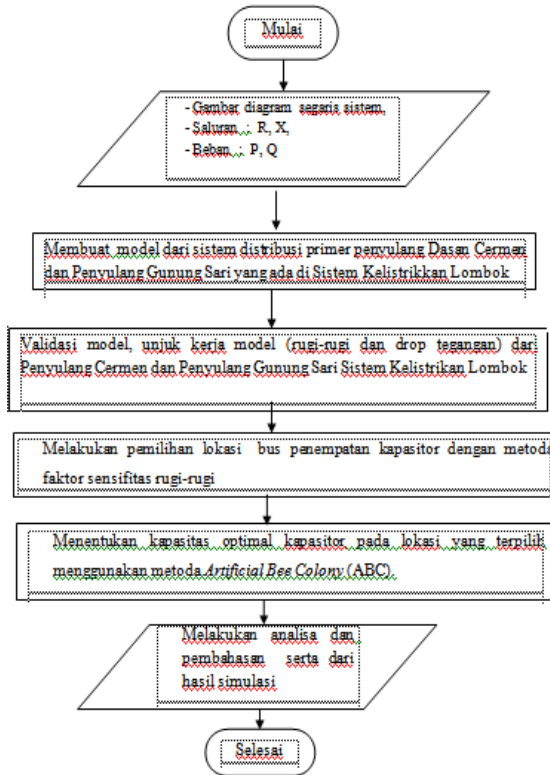 Mulai
- Gambar diagram segaris sistem,
- Saluran ; R, X,
- Beban ; P, Q
Membuat model dari sistem distribusi primer penyulang Dasan Cermen
dan Penyulang Gunung Sari yang ada di Sistem Kelistrikkan Lombok
Validasi model, unjuk kerja model (rugi-rugi dan drop tegangan) dari
Penyulang Cermen dan Penyulang Gunung Sari Sistem Kelistrikan Lombok
Melakukan pemilihan lokasi bus penempatan kapasitor dengan metoda
faktor sensifitas rugi-rugi
Menentukan kapasitas optimal kapasitor pada lokasi yang terpilih
menggunakan metoda Artificial Bee Colony (ABC).
Melakukan analisa dan
pembahasan serta dari
hasil simulasi
Selesai